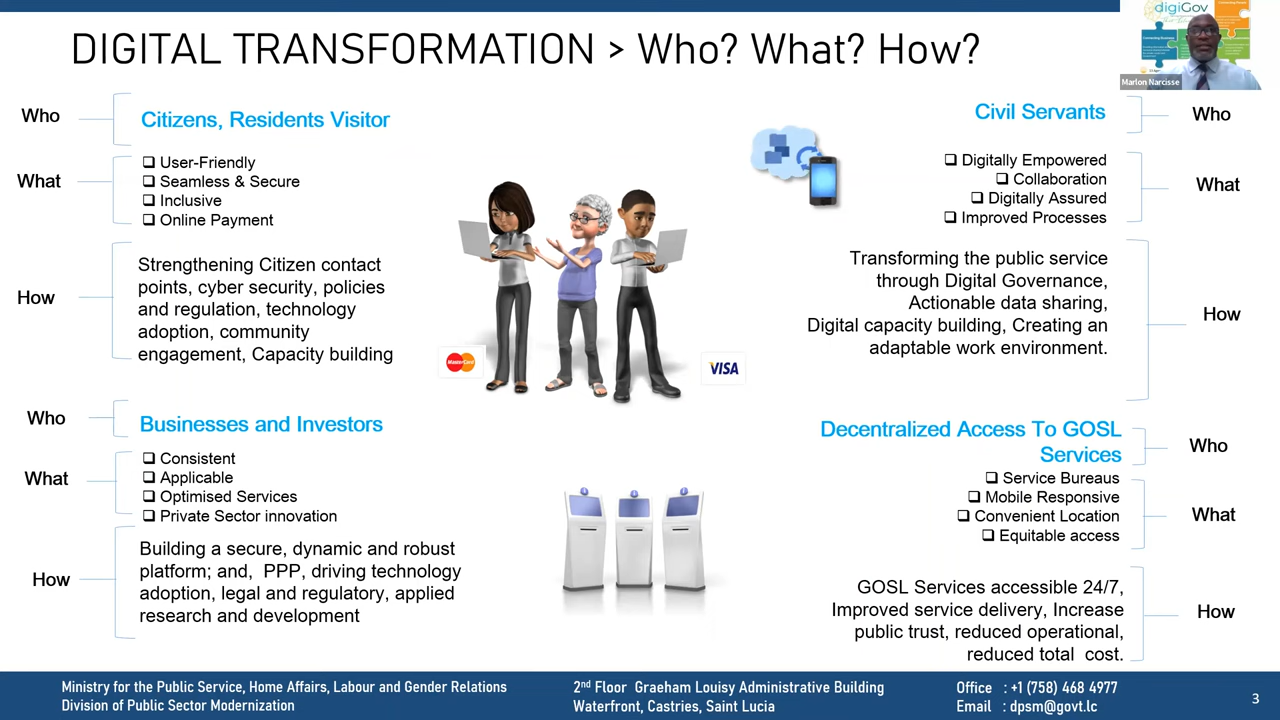 DIGITAL TRANSFORMATION > Who? What? How?
digiGov
Marlon Narcisse
Who
Citizens, Residents Visitor
What
❑ User-Friendly
❑ Seamless & Secure
❑ Inclusive
❑ Online Payment
How
Strengthening Citizen contact
points, cyber security, policies
and regulation, technology
adoption, community
engagement, Capacity building
MasterCard
VISA
Civil Servants
Who
❑ Digitally Empowered
❑ Collaboration
❑ Digitally Assured
❑ Improved Processes
What
Transforming the public service
through Digital Governance,
Actionable data sharing,
Digital capacity building, Creating an
adaptable work environment.
How
Who
Businesses and Investors
What
❑ Consistent
❑ Applicable
❑ Optimised Services
❑ Private Sector innovation
How
Building a secure, dynamic and robust
platform; and, PPP, driving technology
adoption, legal and regulatory, applied
research and development
Decentralized Access To GOSL
Services
Who
❑ Service Bureaus
❑ Mobile Responsive
❑ Convenient Location
❑ Equitable access
What
GOSL Services accessible 24/7,
Improved service delivery, Increase
public trust, reduced operational,
reduced total cost.
How
Ministry for the Public Service, Home Affairs, Labour and Gender Relations
Division of Public Sector Modernization
2nd Floor Graeham Louisy Administrative Building
Waterfront, Castries, Saint Lucia
Office : +1 (758) 468 4977
Email : dpsm@govt.lc
3